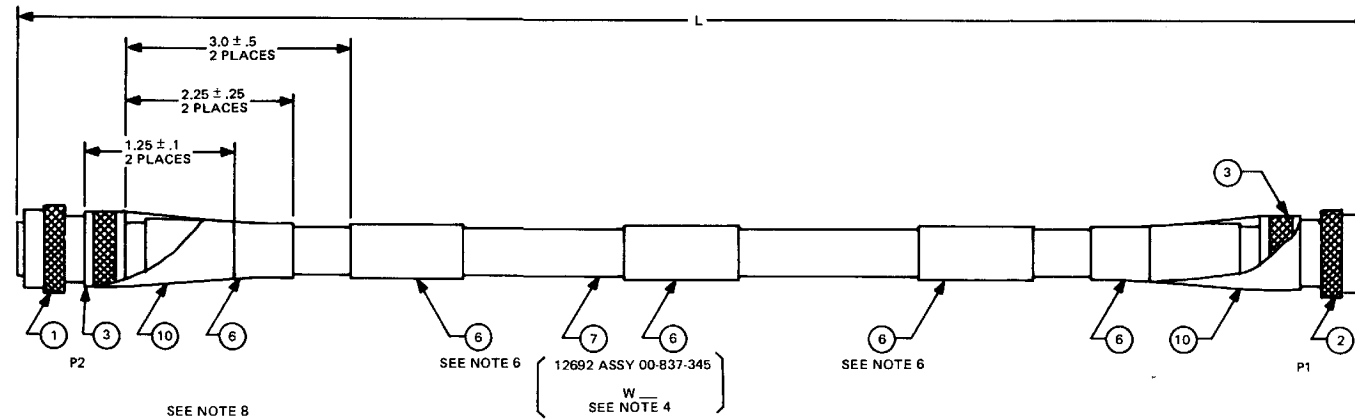 L
3.0 ± .5
2 PLACES
2.25 ± .25
2 PLACES
1.25 ± .1
2 PLACES
3
1
3
10
6
6
7
6
6
6
10
2
P2
SEE NOTE 6
12692 ASSY 00-837-345
SEE NOTE 6
P1
W __
SEE NOTE 4
SEE NOTE 8